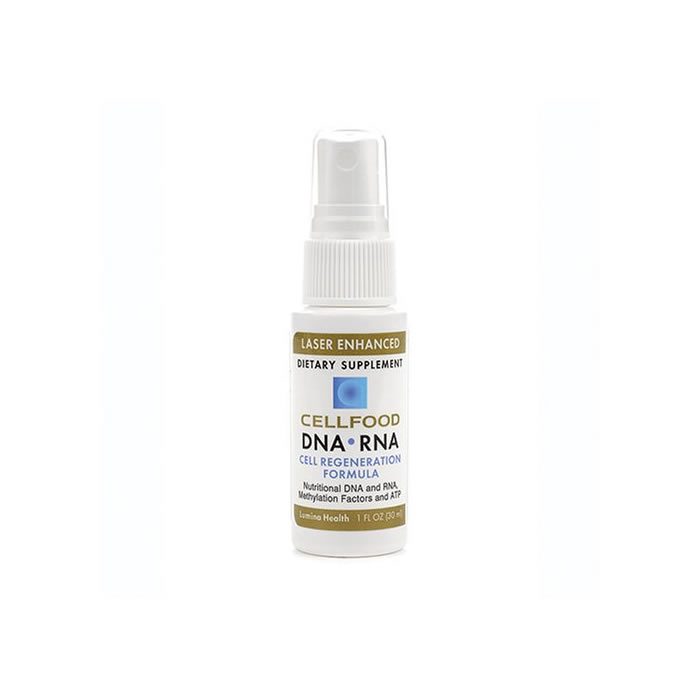 LASER ENHANCED
DIETARY SUPPLEMENT
CELLFOOD
DNA • RNA
CELL REGENERATION
FORMULA
Nutritional DNA and RNA,
Methylation Factors and ATP
Lumina Health 1 FL OZ (30 ml)